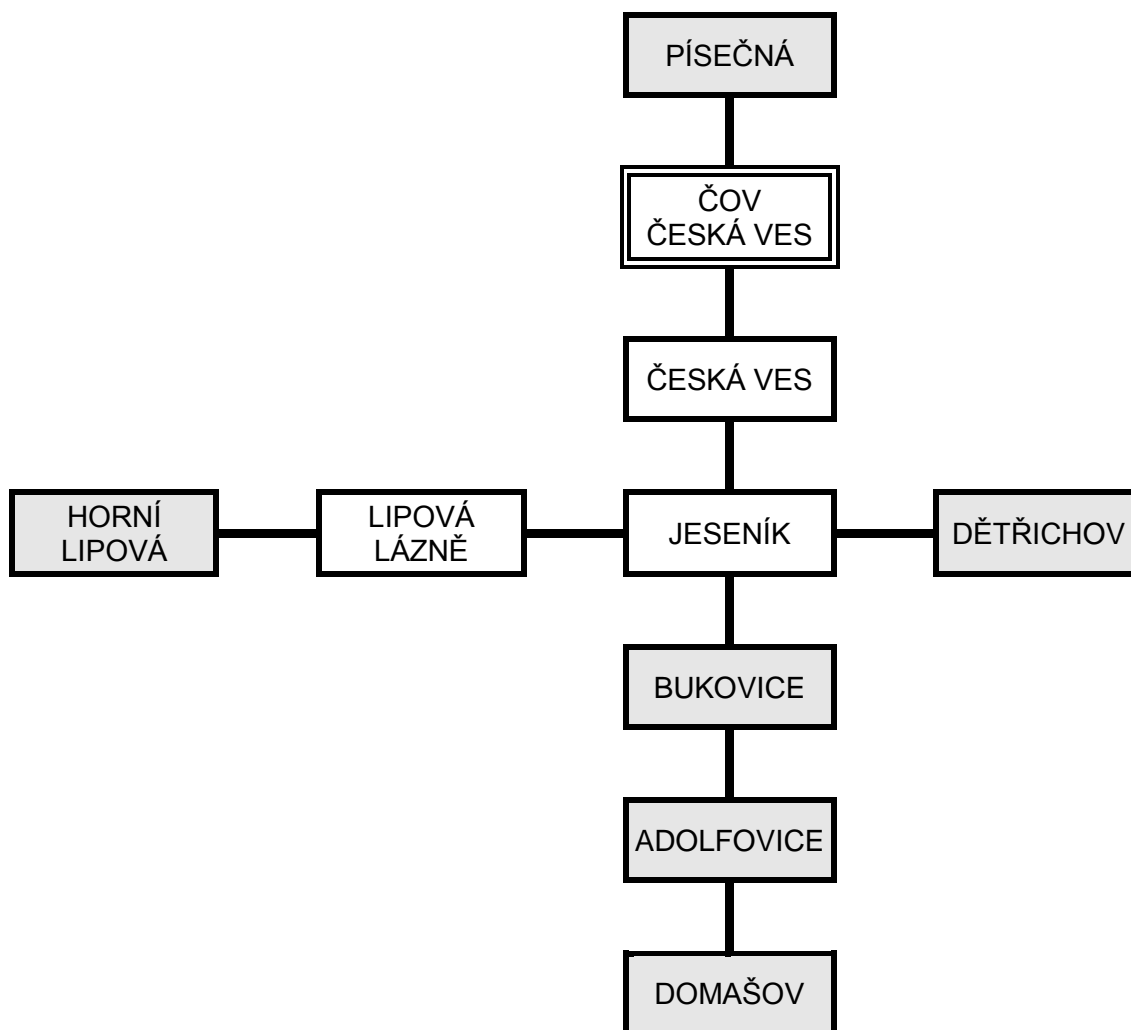 PÍSEČNÁ
ČOV
ČESKÁ VES
ČESKÁ VES
HORNÍ
LIPOVÁ
LIPOVÁ
LÁZNĚ
JESENÍK
DĚTŘICHOV
BUKOVICE
ADOLFOVICE
DOMAŠOV